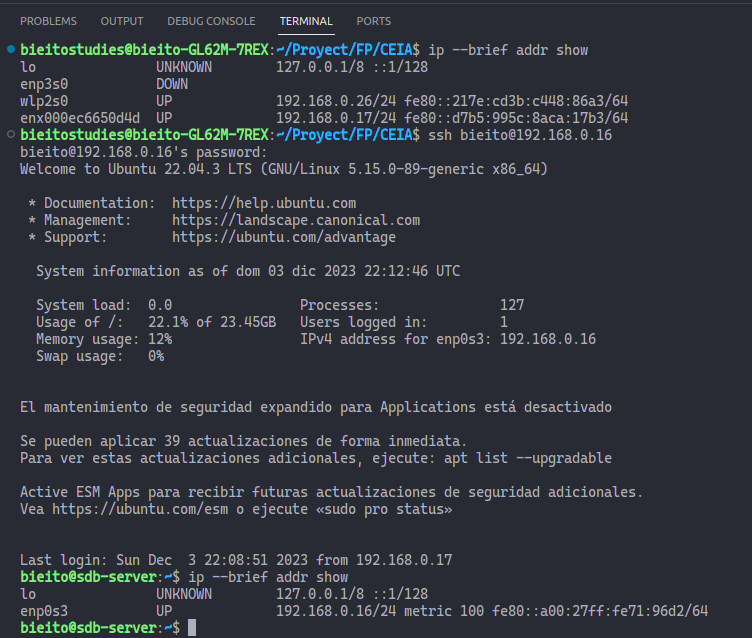 PROBLEMS OUTPUT DEBUG CONSOLE TERMINAL PORTS
bieitostudies@bieito-GL62M-7REX:~/Proyect/FP/CEIA$ ip --brief addr show
lo UNKNOWN 127.0.0.1/8 ::1/128
enp3s0 DOWN
wlp2s0 UP 192.168.0.26/24 fe80::217e:cd3b:c448:86a3/64
enx000ec6650d4d UP 192.168.0.17/24 fe80::d7b5:995c:8aca:17b3/64
bieitostudies@bieito-GL62M-7REX:~/Proyect/FP/CEIA$ ssh bieito@192.168.0.16
bieito@192.168.0.16's password:
Welcome to Ubuntu 22.04.3 LTS (GNU/Linux 5.15.0-89-generic x86_64)
* Documentation: https://help.ubuntu.com
* Management: https://landscape.canonical.com
* Support: https://ubuntu.com/advantage
System information as of dom 03 dic 2023 22:12:46 UTC
System load: 0.0 Processes: 127
Usage of /: 22.1% of 23.45GB Users logged in: 1
Memory usage: 12% IPv4 address for enp0s3: 192.168.0.16
Swap usage: 0%
El mantenimiento de seguridad expandido para Applications está desactivado
Se pueden aplicar 39 actualizaciones de forma inmediata.
Para ver estas actualizaciones adicionales, ejecute: apt list --upgradable
Active ESM Apps para recibir futuras actualizaciones de seguridad adicionales.
Vea https://ubuntu.com/esm o ejecute «sudo pro status»
Last login: Sun Dec 3 22:08:51 2023 from 192.168.0.17
bieito@sdb-server:~$ ip --brief addr show
lo UNKNOWN 127.0.0.1/8 ::1/128
enp0s3 UP 192.168.0.16/24 metric 100 fe80::a00:27ff:fe71:96d2/64
bieito@sdb-server:~$